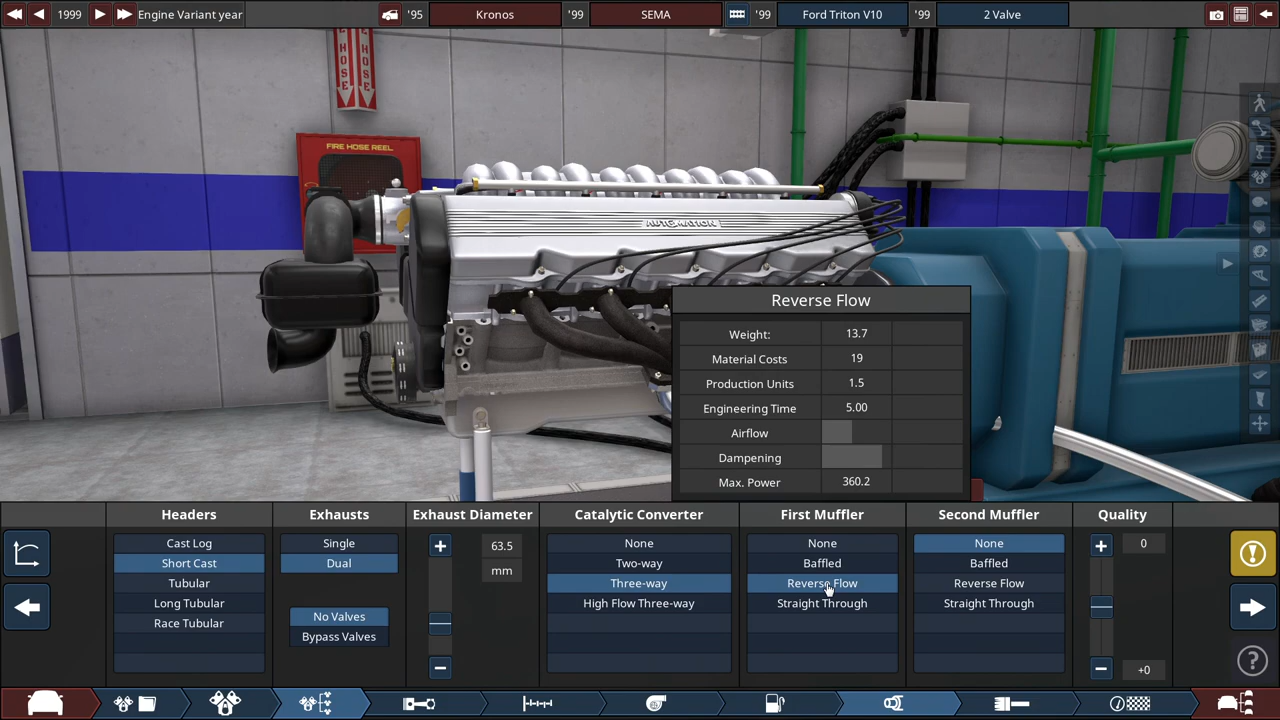 1999 Engine Variant year '95 Kronos '99 SEMA '99 Ford Triton V10 '99 2 Valve
E HOSE
HOSE
FIRE HOSE REEL
AUTOMATION
Reverse Flow
Weight: 13.7
Material Costs 19
Production Units 1.5
Engineering Time 5.00
Airflow
Dampening
Max. Power 360.2
Headers Exhausts Exhaust Diameter Catalytic Converter First Muffler Second Muffler Quality
Cast Log Single + 63.5 None None None + 0
Short Cast Dual Two-way Baffled Baffled
mm
Tubular Three-way Reverse Flow Reverse Flow
Long Tubular High Flow Three-way Straight Through Straight Through
No Valves
Race Tubular
Bypass Valves
− − +0